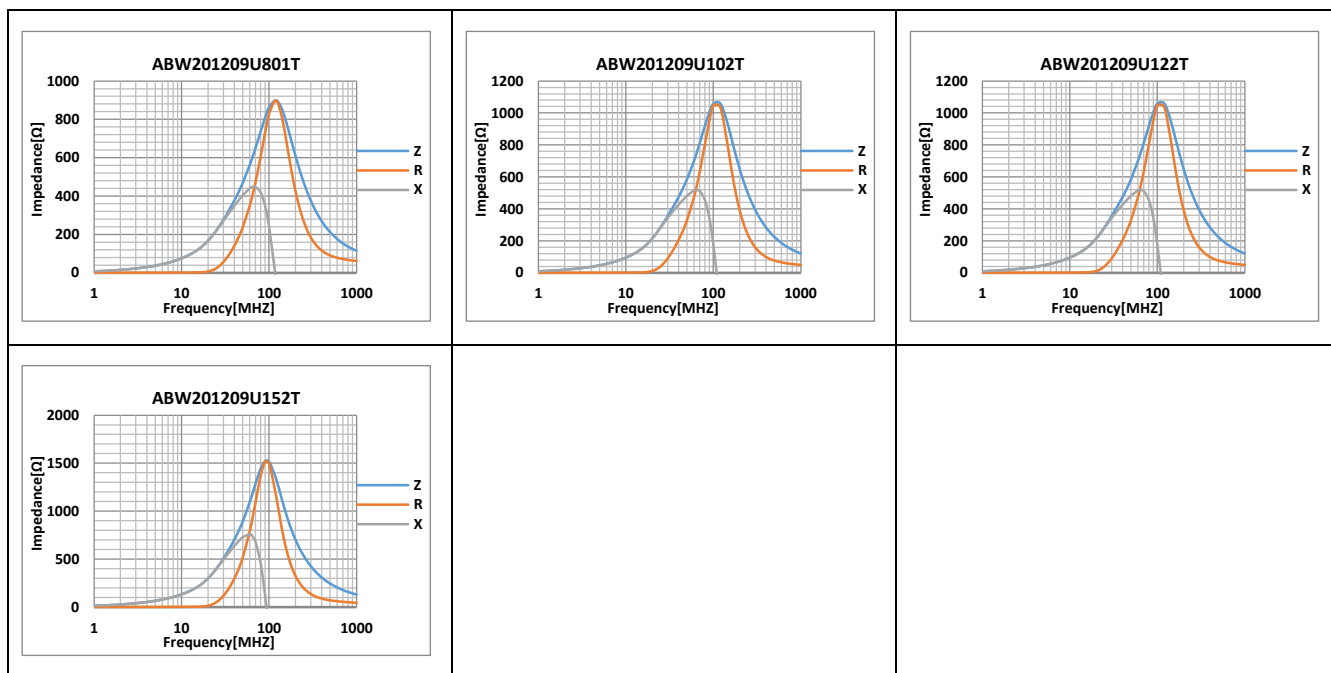 ABW201209U801T
Impedance[Ω]
1000
800
600
400
200
0
1 10 100 1000
Frequency[MHZ]
Z
R
X
ABW201209U102T
Impedance[Ω]
1200
1000
800
600
400
200
0
1 10 100 1000
Frequency[MHZ]
Z
R
X
ABW201209U122T
Impedance[Ω]
1200
1000
800
600
400
200
0
1 10 100 1000
Frequency[MHZ]
Z
R
X
ABW201209U152T
Impedance[Ω]
2000
1500
1000
500
0
1 10 100 1000
Frequency[MHZ]
Z
R
X